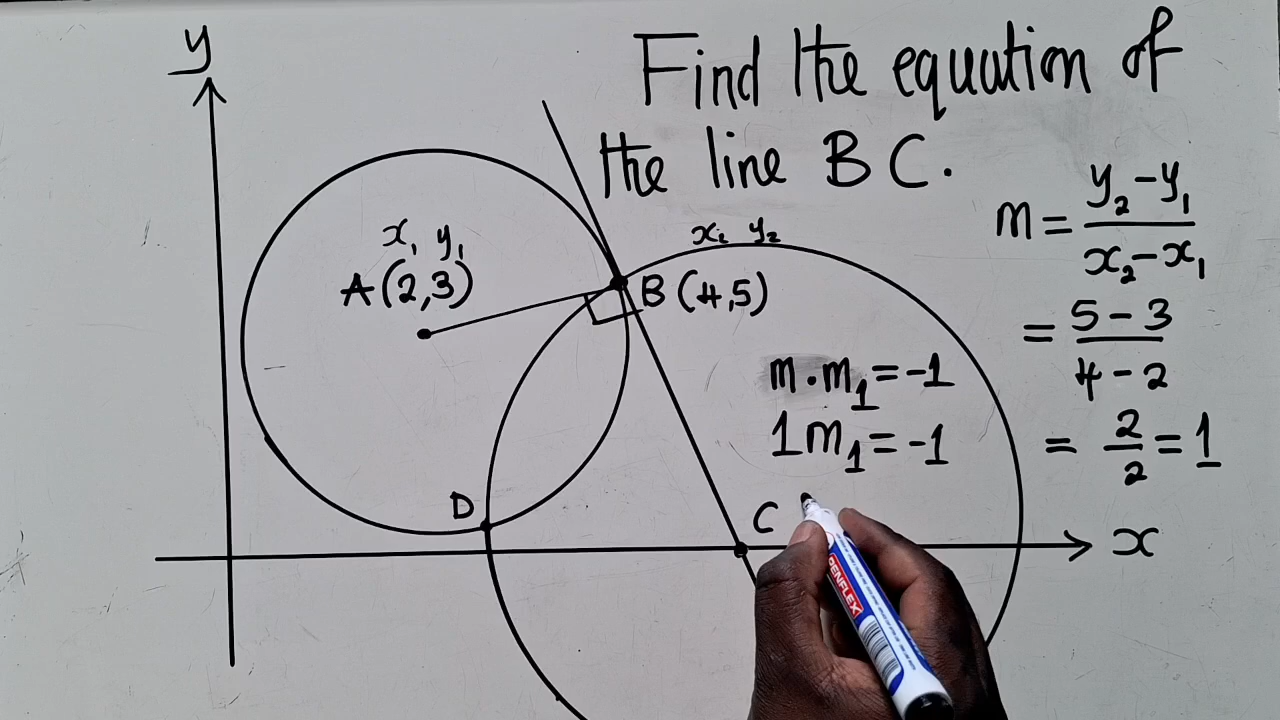 y
Find the equation of
the line BC.
m = y₂-y₁
x₂-x₁
= 5-3
4-2
= 2/2 = 1
x₁ y₁
A(2,3)
x₂ y₂
B(4,5)
m·m₁=-1
1m₁=-1
D
C
x
PENFLEX